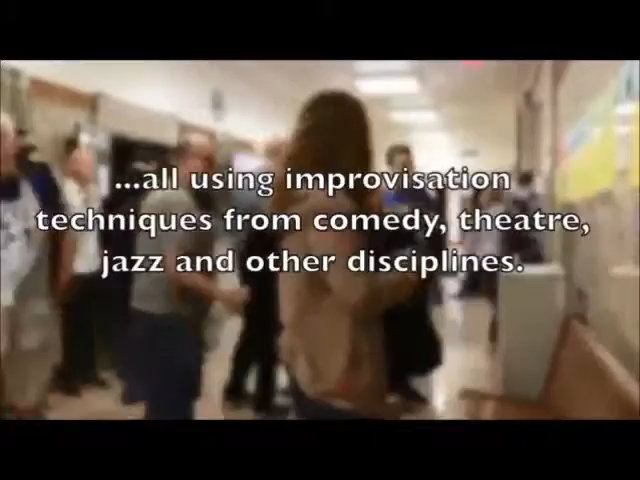 ...all using improvisation
techniques from comedy, theatre,
jazz and other disciplines.